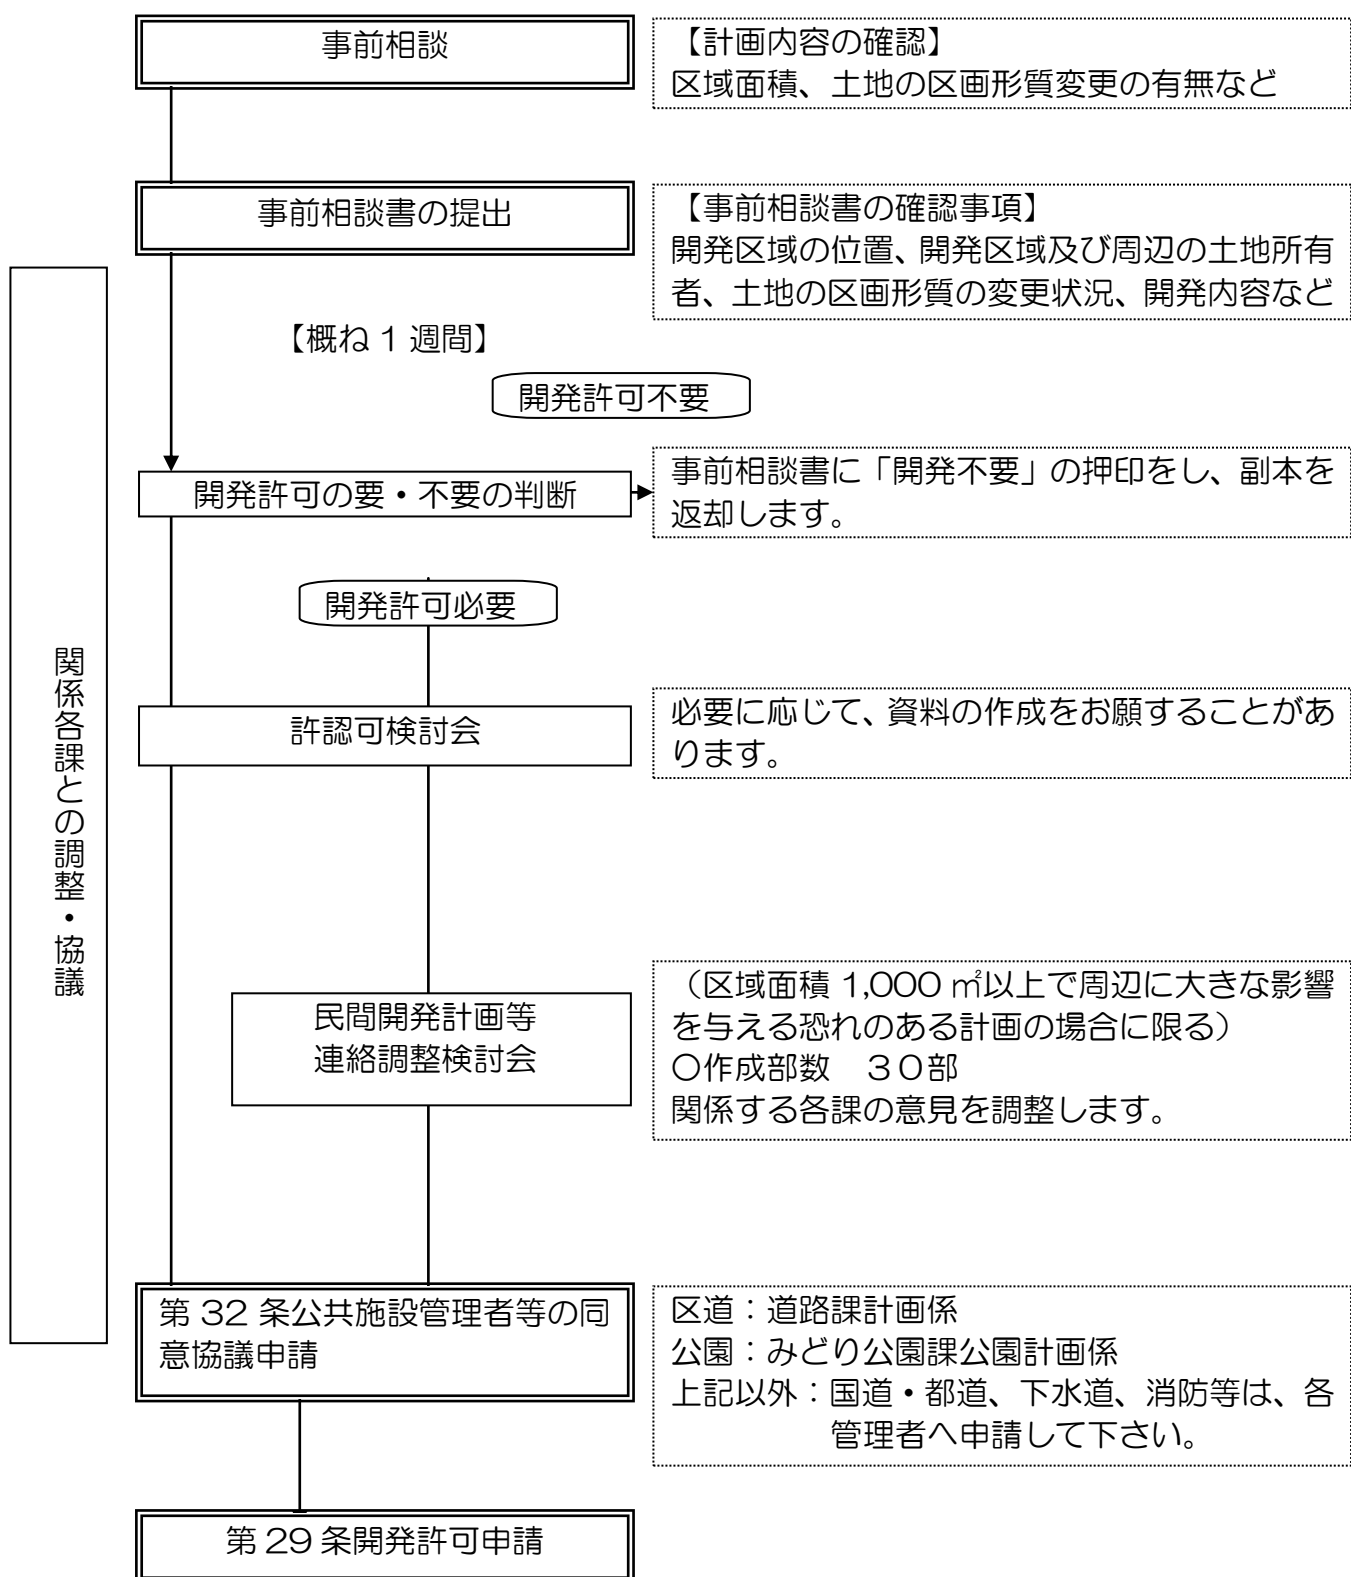 事前相談
【計画内容の確認】
区域面積、土地の区画形質変更の有無など
事前相談書の提出
【事前相談書の確認事項】
開発区域の位置、開発区域及び周辺の土地所有
者、土地の区画形質の変更状況、開発内容など
【概ね 1 週間】
開発許可不要
開発許可の要・不要の判断
事前相談書に「開発不要」の押印をし、副本を
返却します。
開発許可必要
関係各課との調整・協議
許認可検討会
必要に応じて、資料の作成をお願することがあ
ります。
民間開発計画等
連絡調整検討会
（区域面積 1,000 ㎡以上で周辺に大きな影響
を与える恐れのある計画の場合に限る）
〇作成部数　３０部
関係する各課の意見を調整します。
第 32 条公共施設管理者等の同
意協議申請
区道：道路課計画係
公園：みどり公園課公園計画係
上記以外：国道・都道、下水道、消防等は、各
管理者へ申請して下さい。
第 29 条開発許可申請